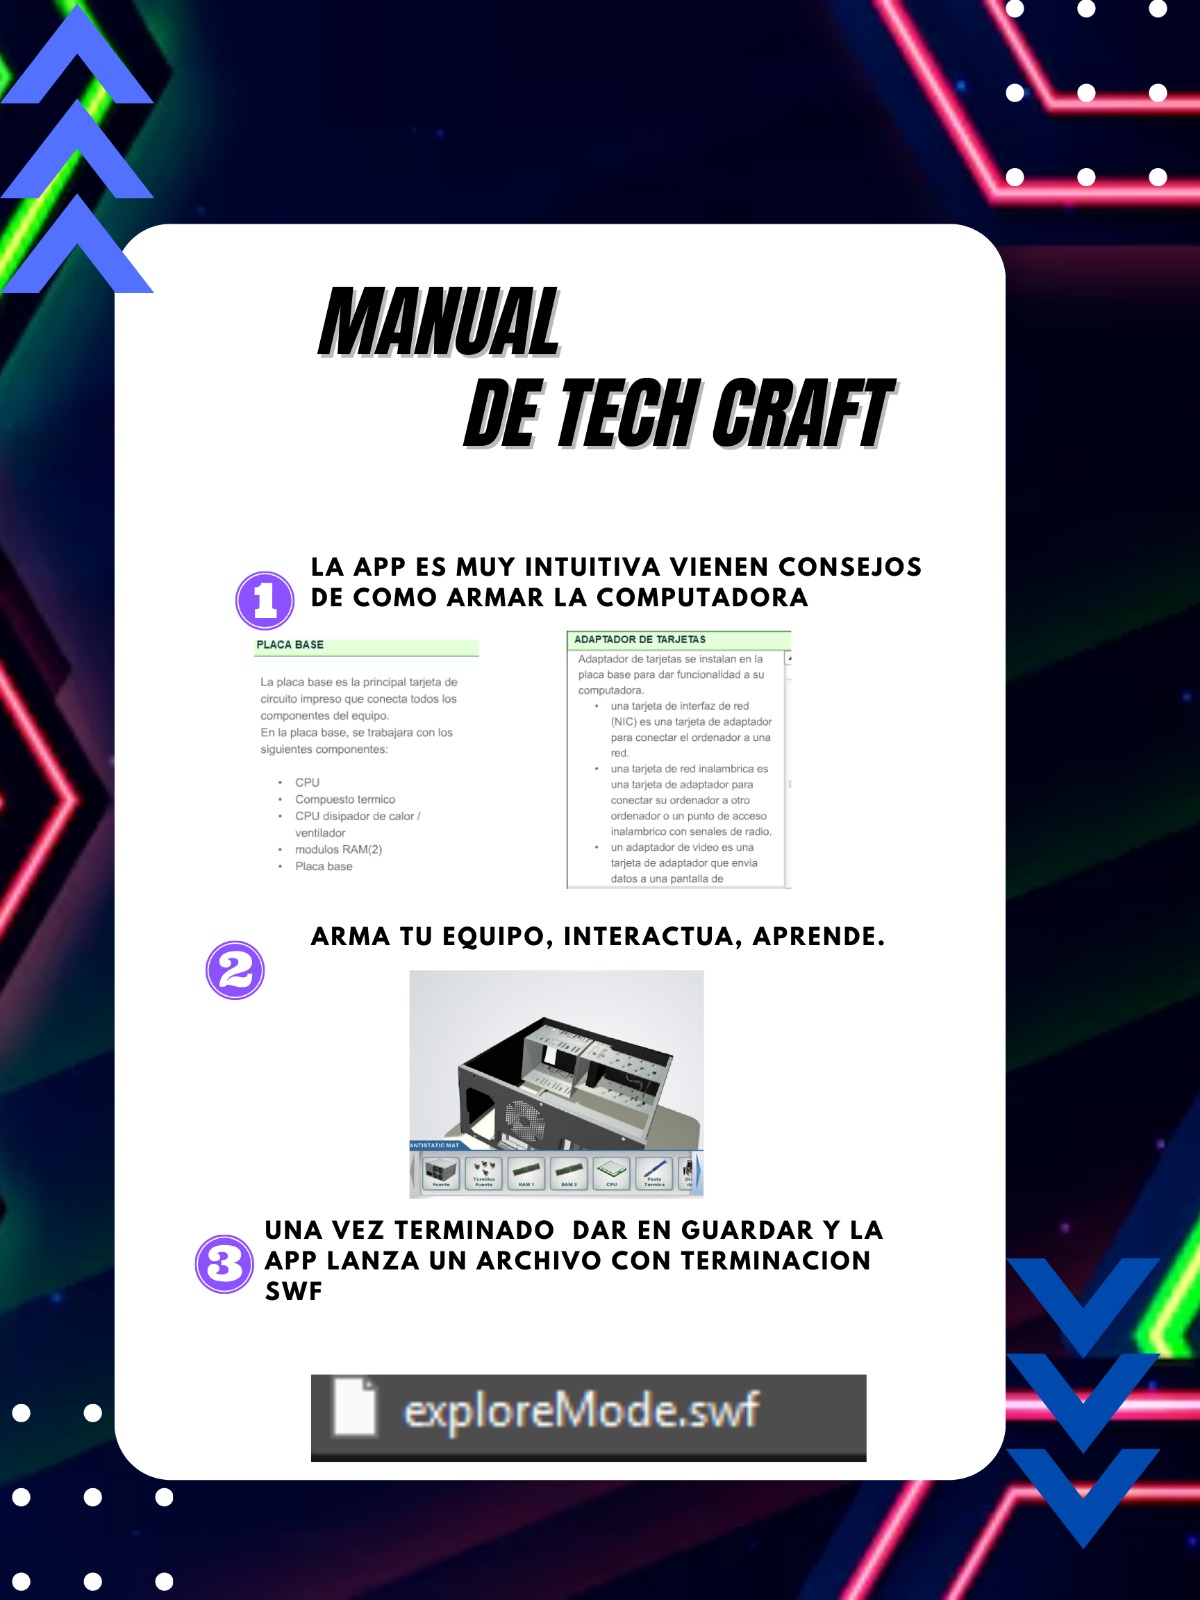 MANUAL
DE TECH CRAFT
1
LA APP ES MUY INTUITIVA VIENEN CONSEJOS
DE COMO ARMAR LA COMPUTADORA
PLACA BASE
La placa base es la principal tarjeta de
circuito impreso que conecta todos los
componentes del equipo.
En la placa base, se trabajara con los
siguientes componentes:
• CPU
• Compuesto termico
• CPU disipador de calor /
ventilador
• modulos RAM(2)
• Placa base
ADAPTADOR DE TARJETAS
Adaptador de tarjetas se instalan en la
placa base para dar funcionalidad a su
computadora.
• una tarjeta de interfaz de red
(NIC) es una tarjeta de adaptador
para conectar el ordenador a una
red.
• una tarjeta de red inalambrica es
una tarjeta de adaptador para
conectar su ordenador a otro
ordenador o un punto de acceso
inalambrico con senales de radio.
• un adaptador de video es una
tarjeta de adaptador que envia
datos a una pantalla de
2
ARMA TU EQUIPO, INTERACTUA, APRENDE.
ANTISTATIC MAT
Fuente
Tornillos
Fuente
RAM 1
RAM 2
CPU
Pasta
Termica
3
UNA VEZ TERMINADO  DAR EN GUARDAR Y LA
APP LANZA UN ARCHIVO CON TERMINACION
SWF
exploreMode.swf